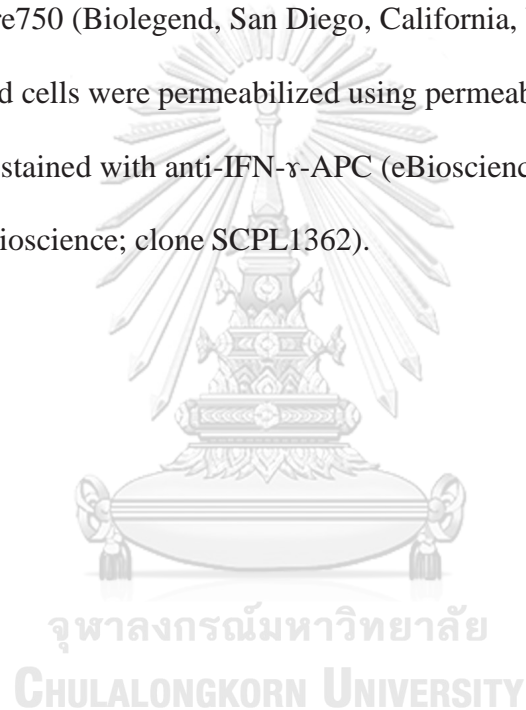 re750 (Biolegend, San Diego, California,
d cells were permeabilized using permeab
stained with anti-IFN-ɤ-APC (eBioscienc
ioscience; clone SCPL1362).
จุฬาลงกรณ์มหาวิทยาลัย
CHULALONGKORN UNIVERSITY